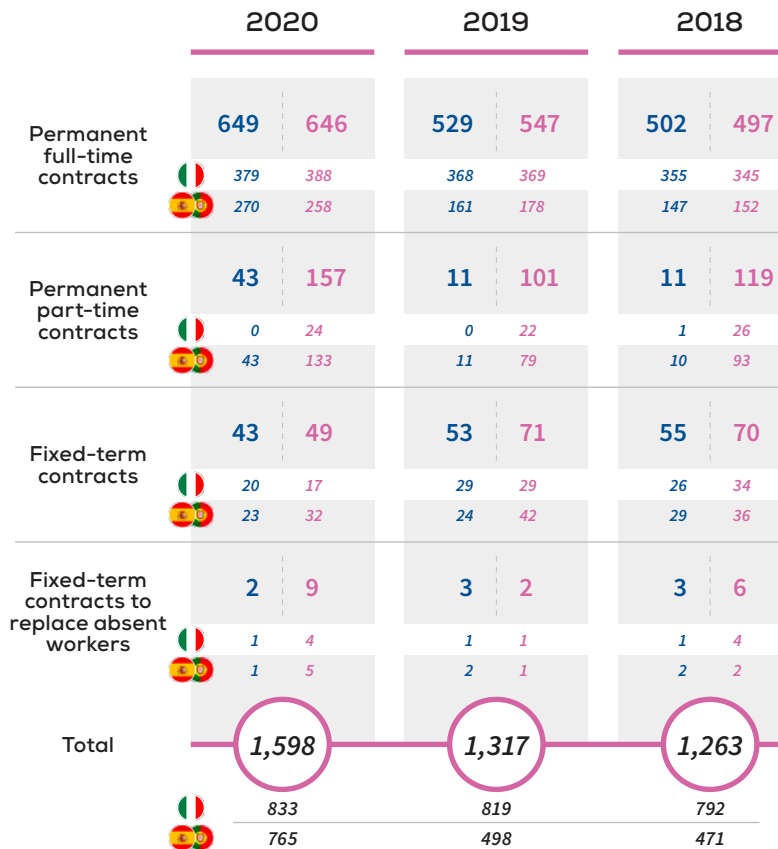 2020 2019 2018
Permanent
full-time
contracts
649 646 529 547 502 497
379 388 368 369 355 345
270 258 161 178 147 152
Permanent
part-time
contracts
43 157 11 101 11 119
0 24 0 22 1 26
43 133 11 79 10 93
Fixed-term
contracts
43 49 53 71 55 70
20 17 29 29 26 34
23 32 24 42 29 36
Fixed-term
contracts to
replace absent
workers
2 9 3 2 3 6
1 4 1 1 1 4
1 5 2 1 2 2
Total 1,598 1,317 1,263
833 819 792
765 498 471